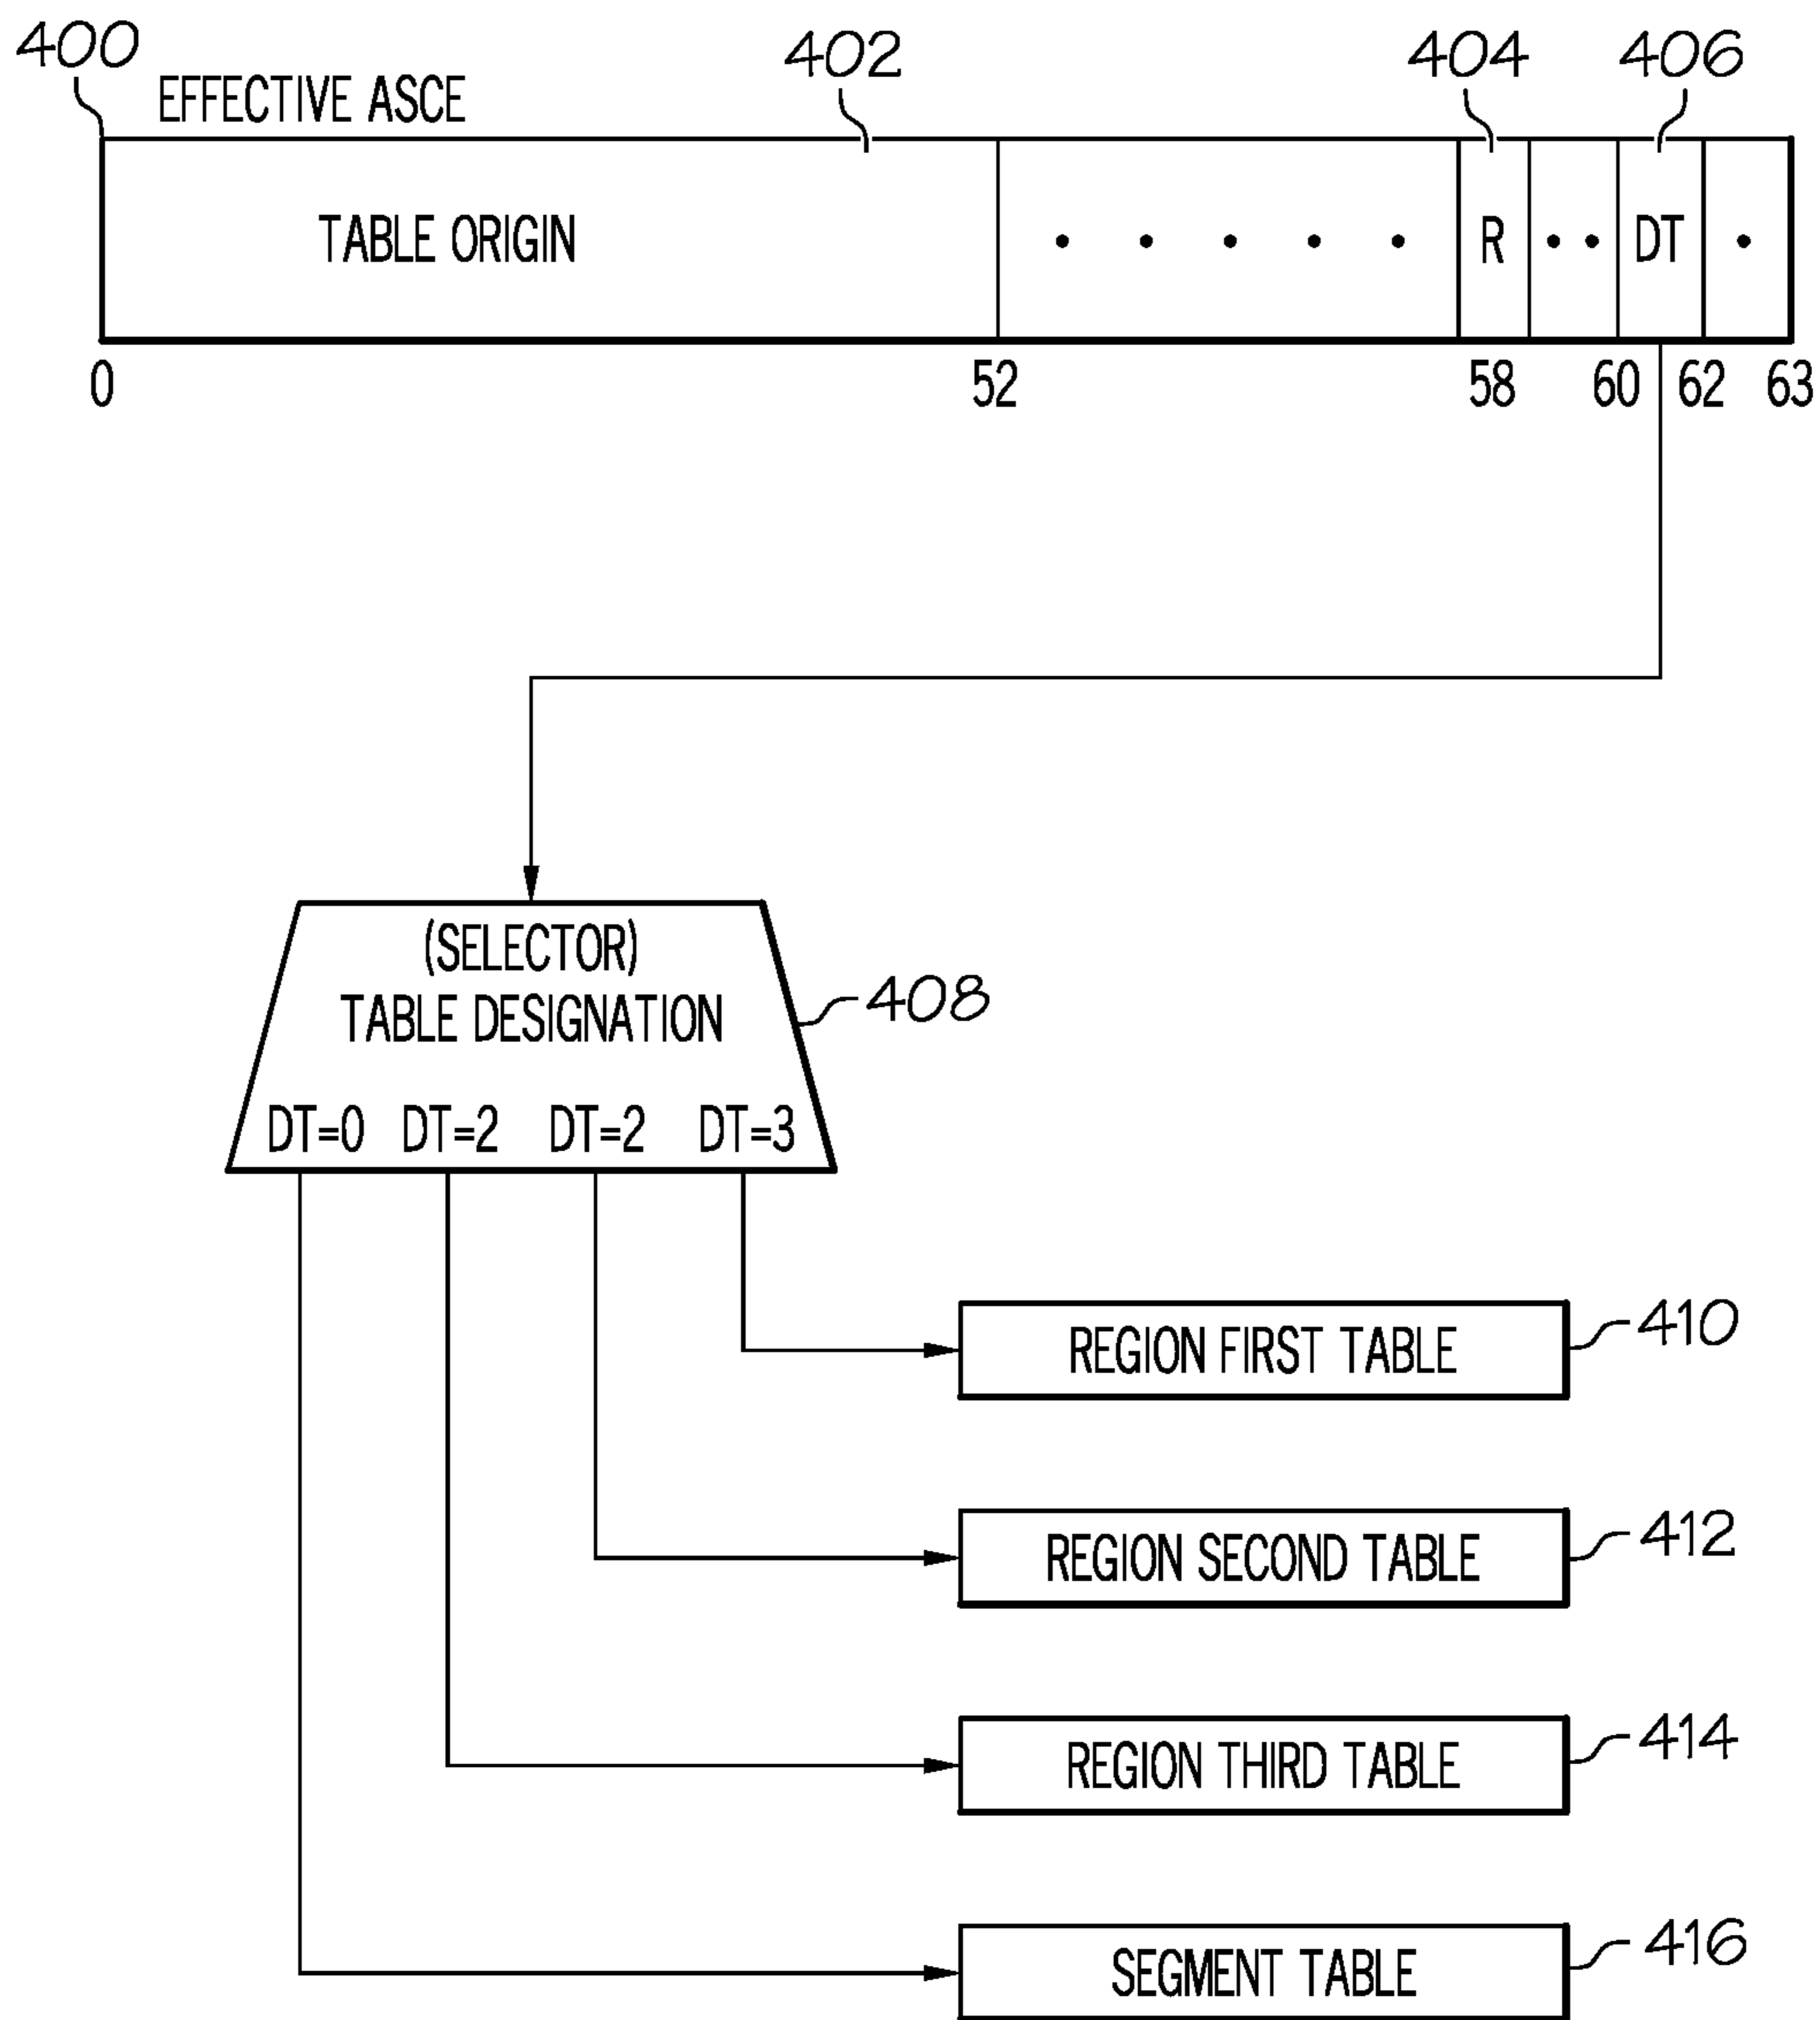 400 402 404 406
EFFECTIVE ASCE
TABLE ORIGIN • • • • • R • • DT •
0 52 58 60 62 63
(SELECTOR)
TABLE DESIGNATION
408
DT=0 DT=2 DT=2 DT=3
REGION FIRST TABLE 410
REGION SECOND TABLE 412
REGION THIRD TABLE 414
SEGMENT TABLE 416